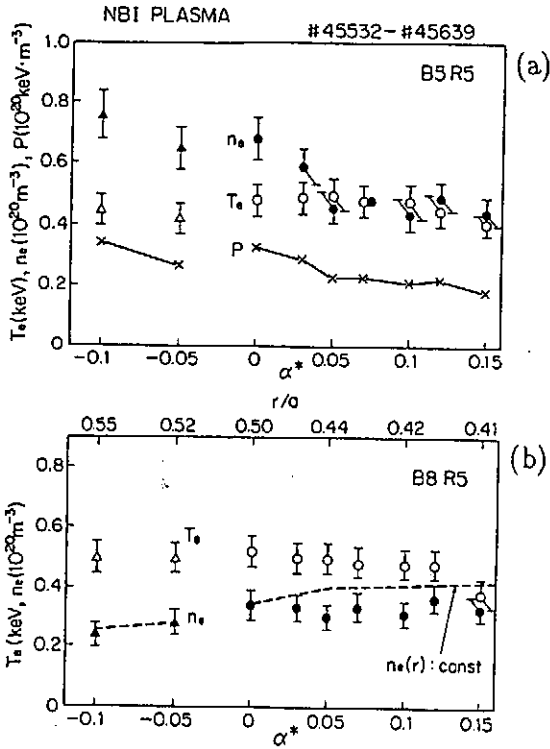 NBI PLASMA
#45532-#45639
(a)
B5R5
Te(keV), ne(10²⁰m⁻³), P(10²⁰keV·m⁻³)
1.0
0.8
0.6
0.4
0.2
0
ne
Te
P
-0.1 -0.05 0 0.05 0.1 0.15
α*
r/a
0.55 0.52 0.50 0.44 0.42 0.41
(b)
B8R5
Te(keV), ne(10²⁰m⁻³)
0.8
0.6
0.4
0.2
0
Te
ne
ne(r):const
-0.1 -0.05 0 0.05 0.1 0.15
α*